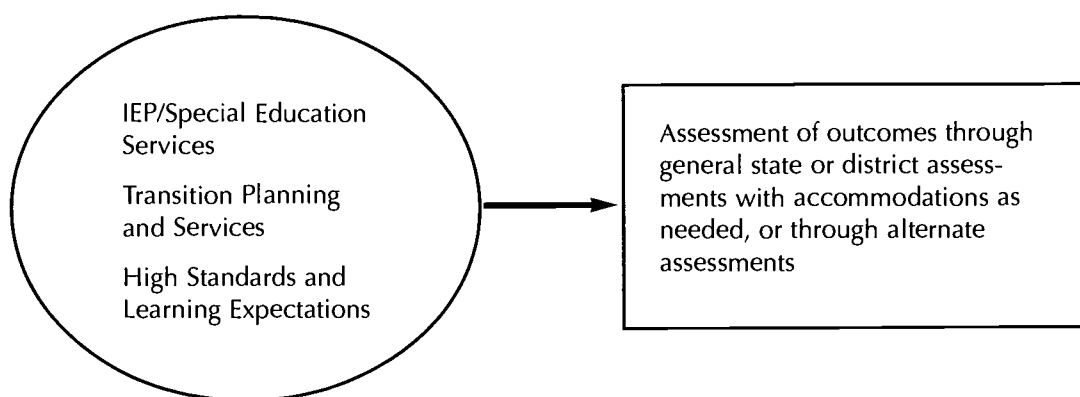 IEP/Special Education
Services
Transition Planning
and Services
High Standards and
Learning Expectations
Assessment of outcomes through
general state or district assess-
ments with accommodations as
needed, or through alternate
assessments